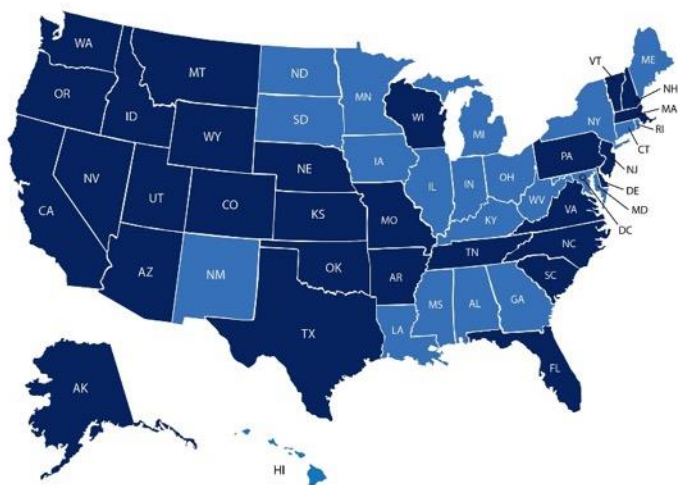 WA
MT
ND
MN
VT
ME
OR
ID
SD
WI
MI
NY
NH
MA
RI
CT
WY
IA
PA
NJ
NE
NV
UT
CO
IL
IN
OH
WV
DE
MD
DC
CA
KS
MO
KY
VA
AZ
NM
OK
AR
TN
NC
SC
TX
LA
MS
AL
GA
FL
AK
HI